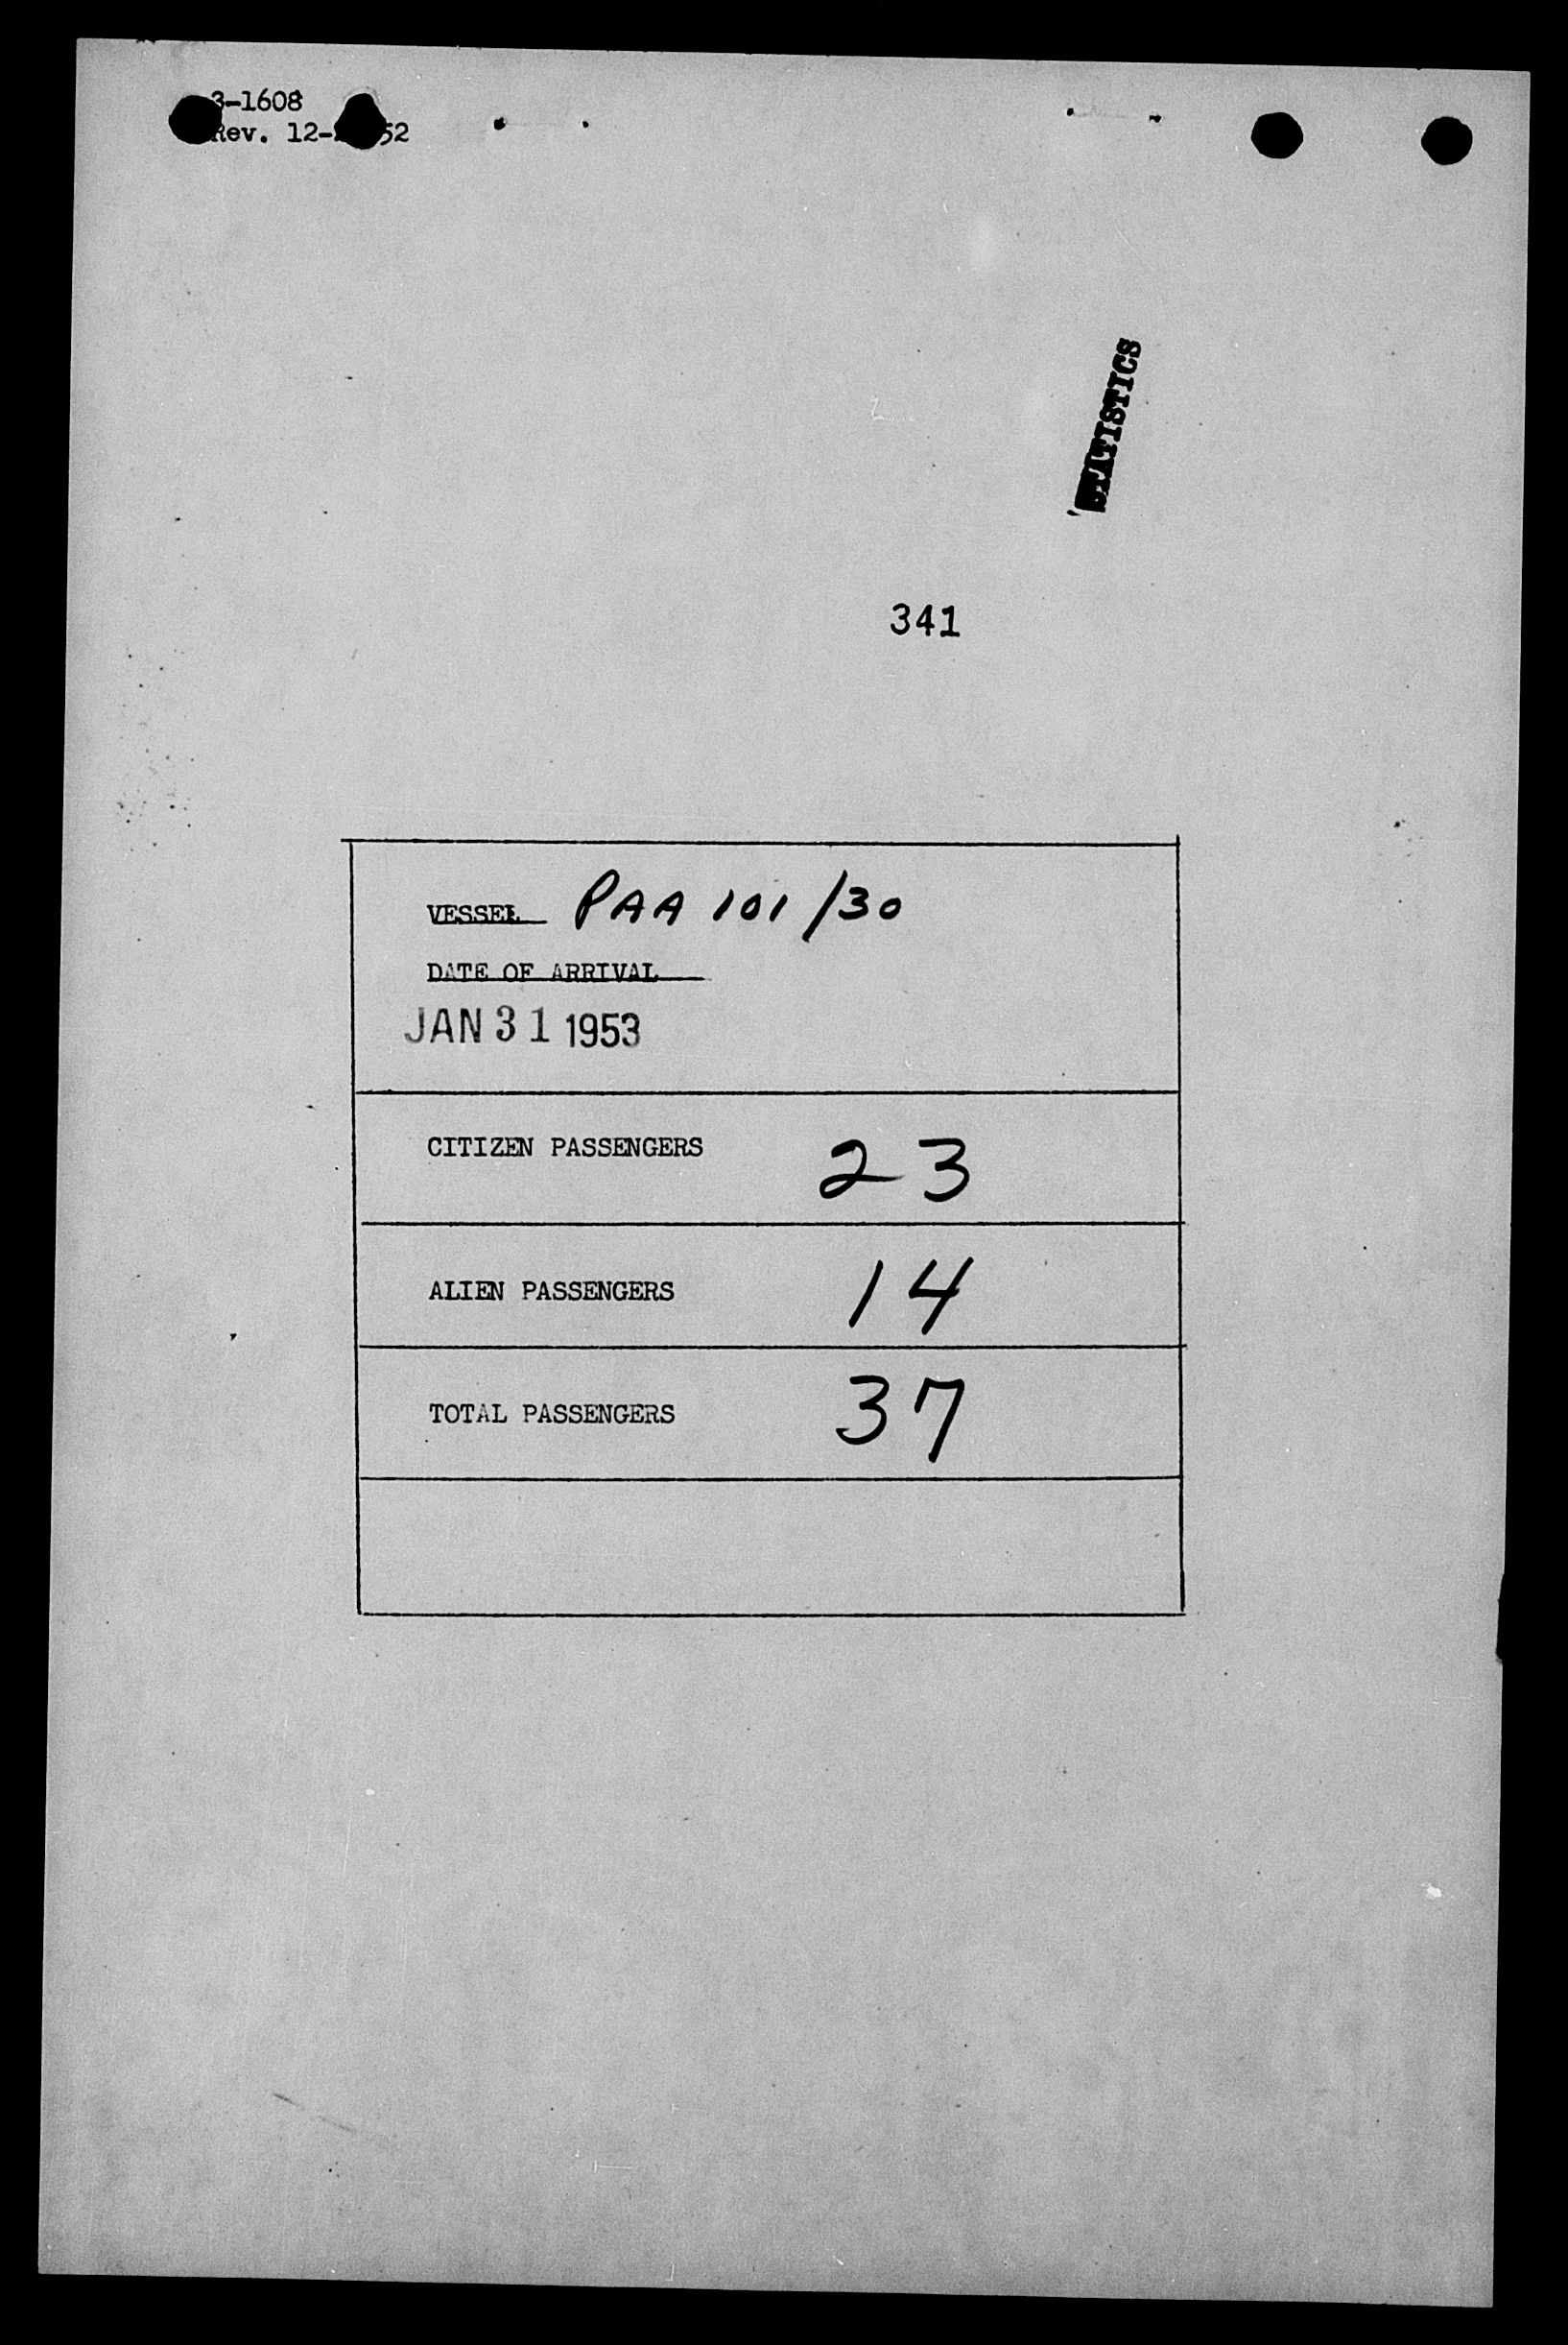 3-1608
Rev. 12-
52
STATISTICS
341
VESSEL PAA 101/30
DATE OF ARRIVAL
JAN 31 1953
CITIZEN PASSENGERS 23
ALIEN PASSENGERS 14
TOTAL PASSENGERS 37